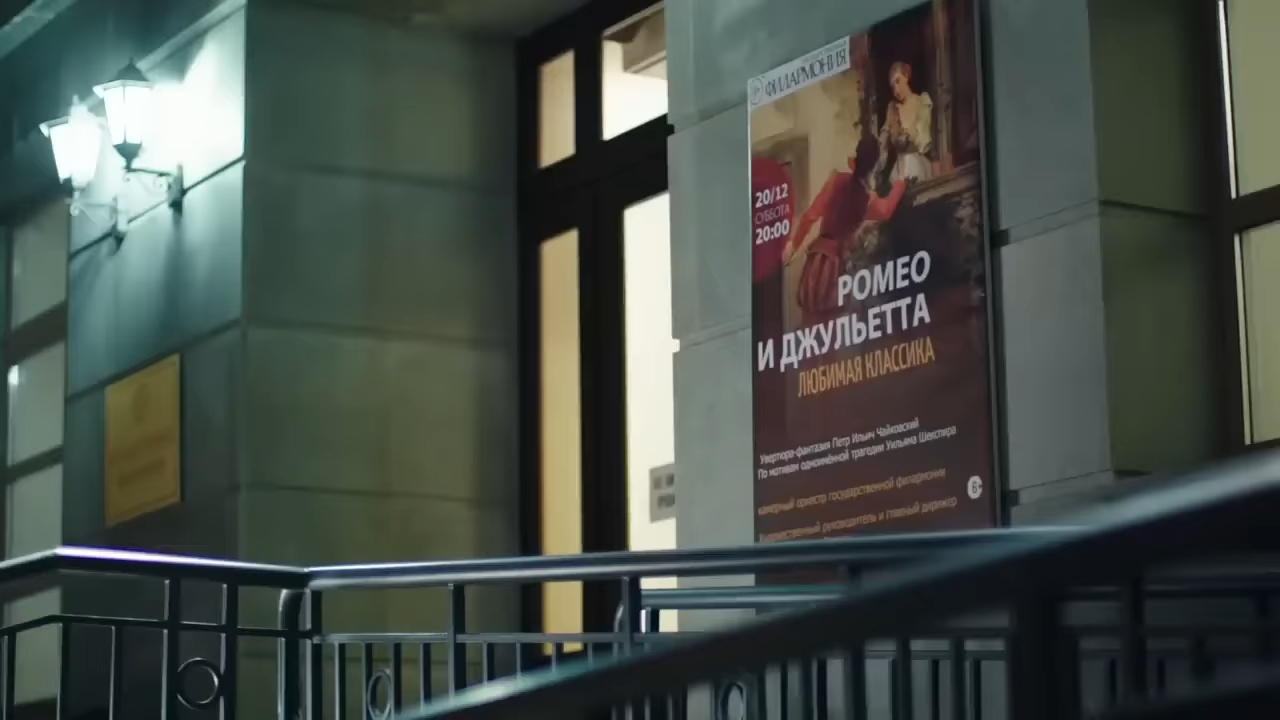 ФИЛАРМОНИЯ
20/12
СУББОТА
20:00
РОМЕО
И ДЖУЛЬЕТТА
ЛЮБИМАЯ КЛАССИКА
Увертюра-фантазия Петр Ильич Чайковский
По мотивам одноимённой трагедии Уильяма Шекспира
камерный оркестр государственной филармонии
6+
художественный руководитель и главный дирижер